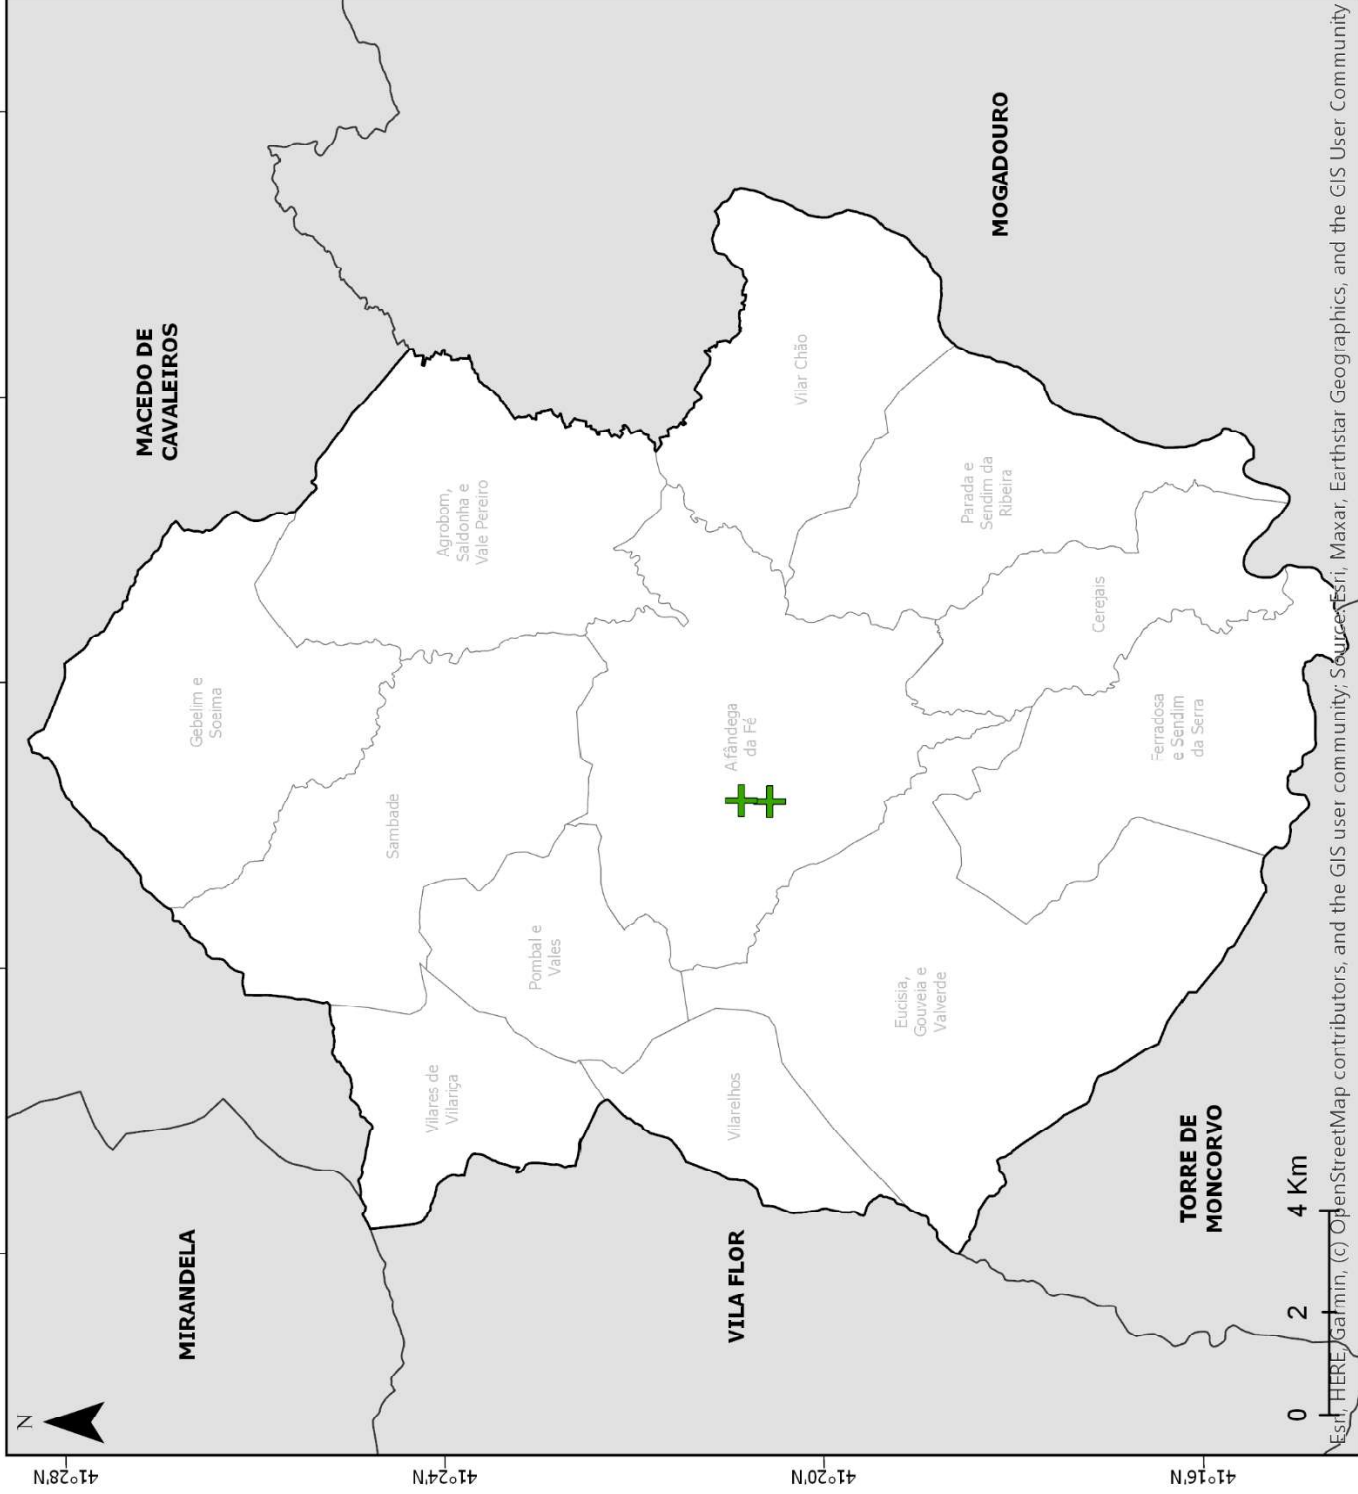 N
MIRANDELA
MACEDO DE
CAVALEIROS
Gebelim e
Soeima
Sambade
Agrobom,
Saldonha e
Vale Pereiro
Vilares de
Vilariça
Pombal e
Vales
VILA FLOR
Vilarelhos
Alfândega
da Fé
Vilar Chão
MOGADOURO
Eucisia,
Gouveia e
Valverde
Parada e
Sendim da
Ribeira
Cerejais
Ferradosa
e Sendim
da Serra
TORRE DE
MONCORVO
0 2 4 Km
Esri, HERE, Garmin, (c) OpenStreetMap contributors, and the GIS user community; Source: Esri, Maxar, Earthstar Geographics, and the GIS User Community
41°28'N
41°24'N
41°20'N
41°16'N